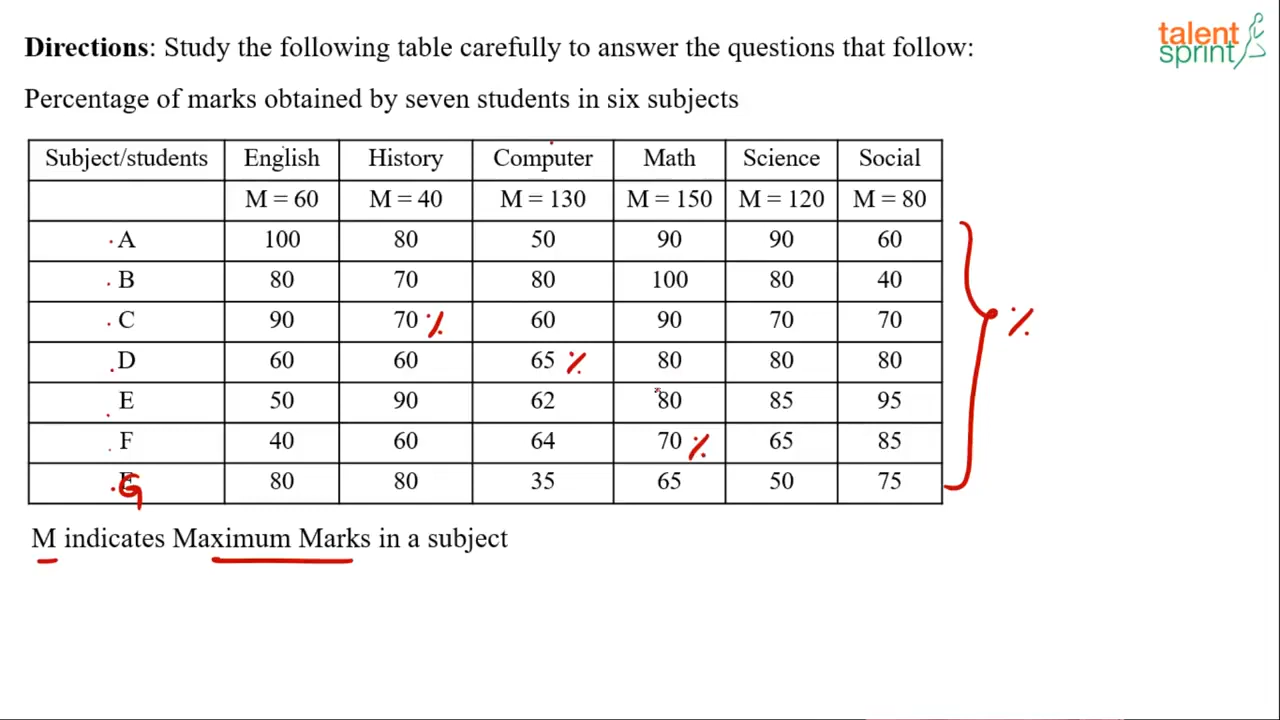 talent
sprint
Directions: Study the following table carefully to answer the questions that follow:
Percentage of marks obtained by seven students in six subjects
Subject/students English History Computer Math Science Social
M = 60 M = 40 M = 130 M = 150 M = 120 M = 80
A 100 80 50 90 90 60
B 80 70 80 100 80 40
C 90 70 % 60 90 70 70
D 60 60 65 % 80 80 80
E 50 90 62 80 85 95
F 40 60 64 70 % 65 85
G 80 80 35 65 50 75
%
M indicates Maximum Marks in a subject